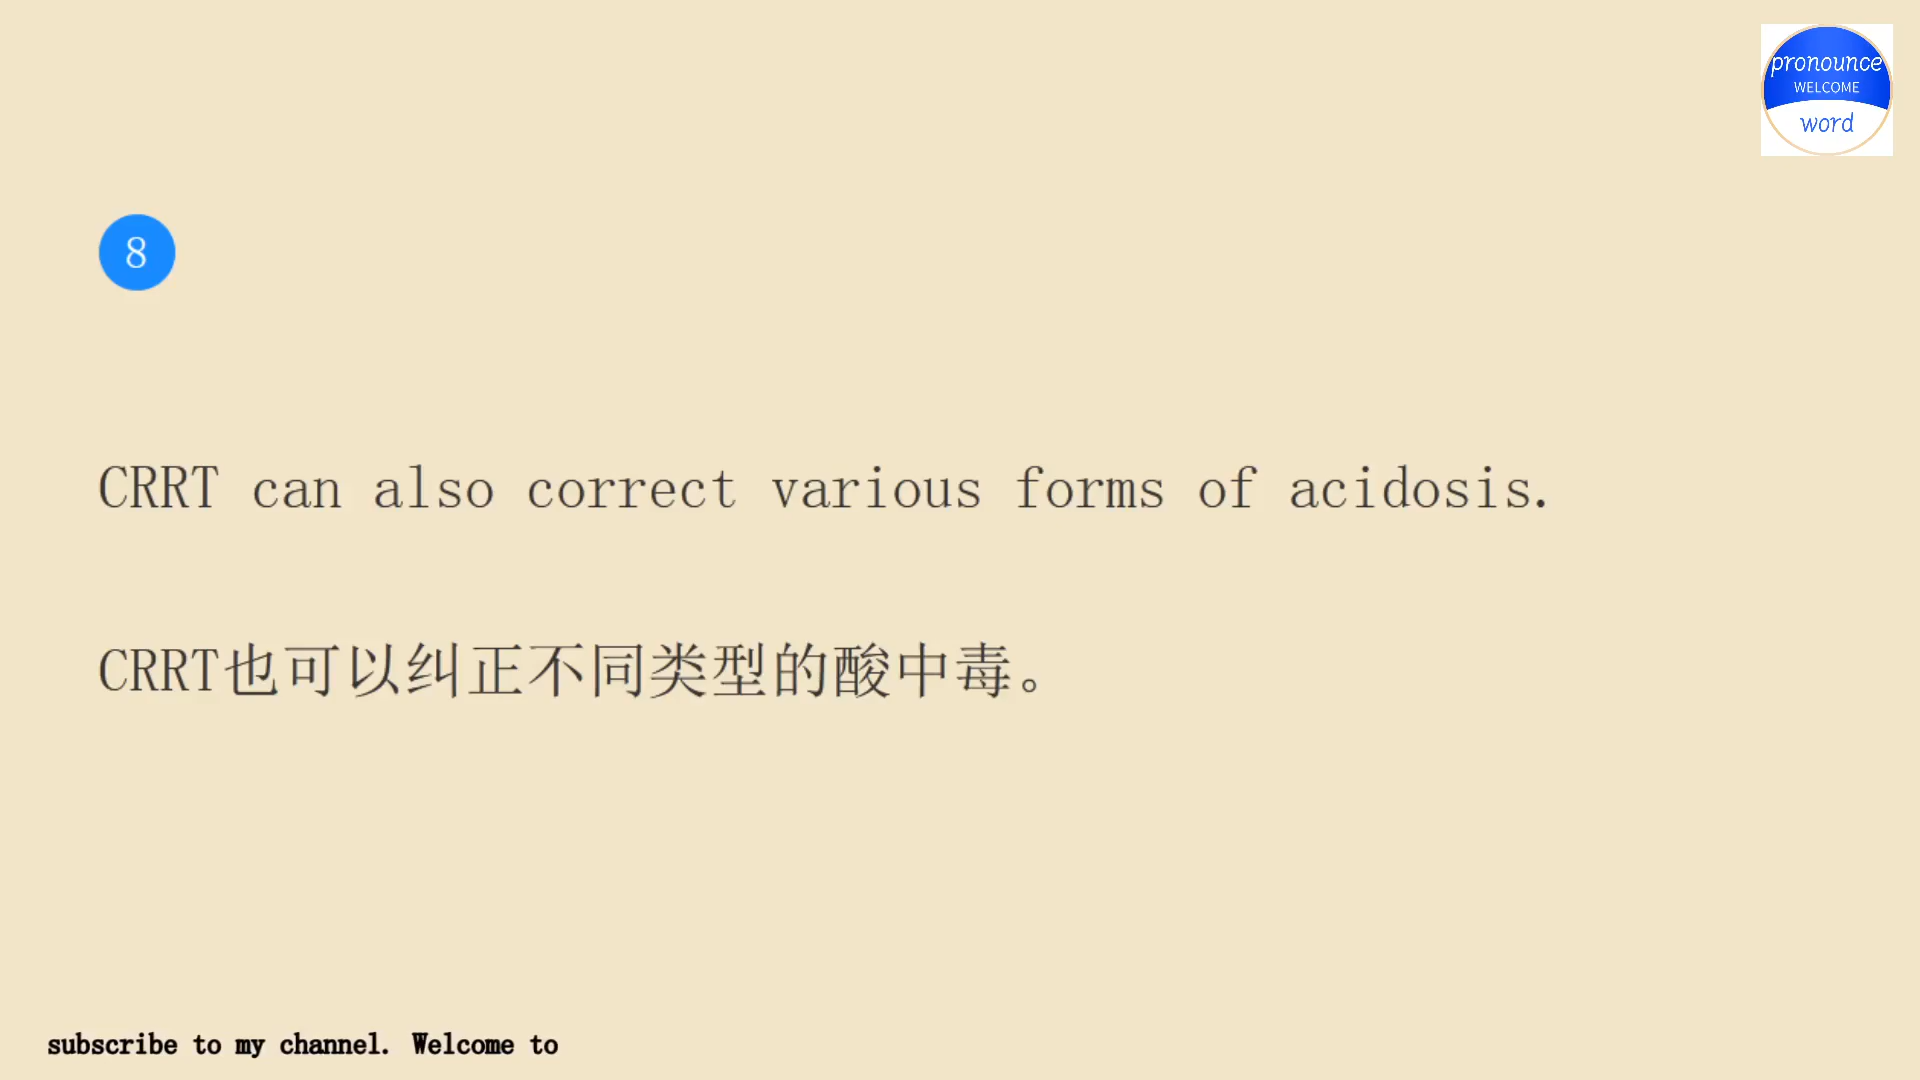 pronounce
WELCOME
word
8
CRRT can also correct various forms of acidosis.
CRRT也可以纠正不同类型的酸中毒。
subscribe to my channel. Welcome to